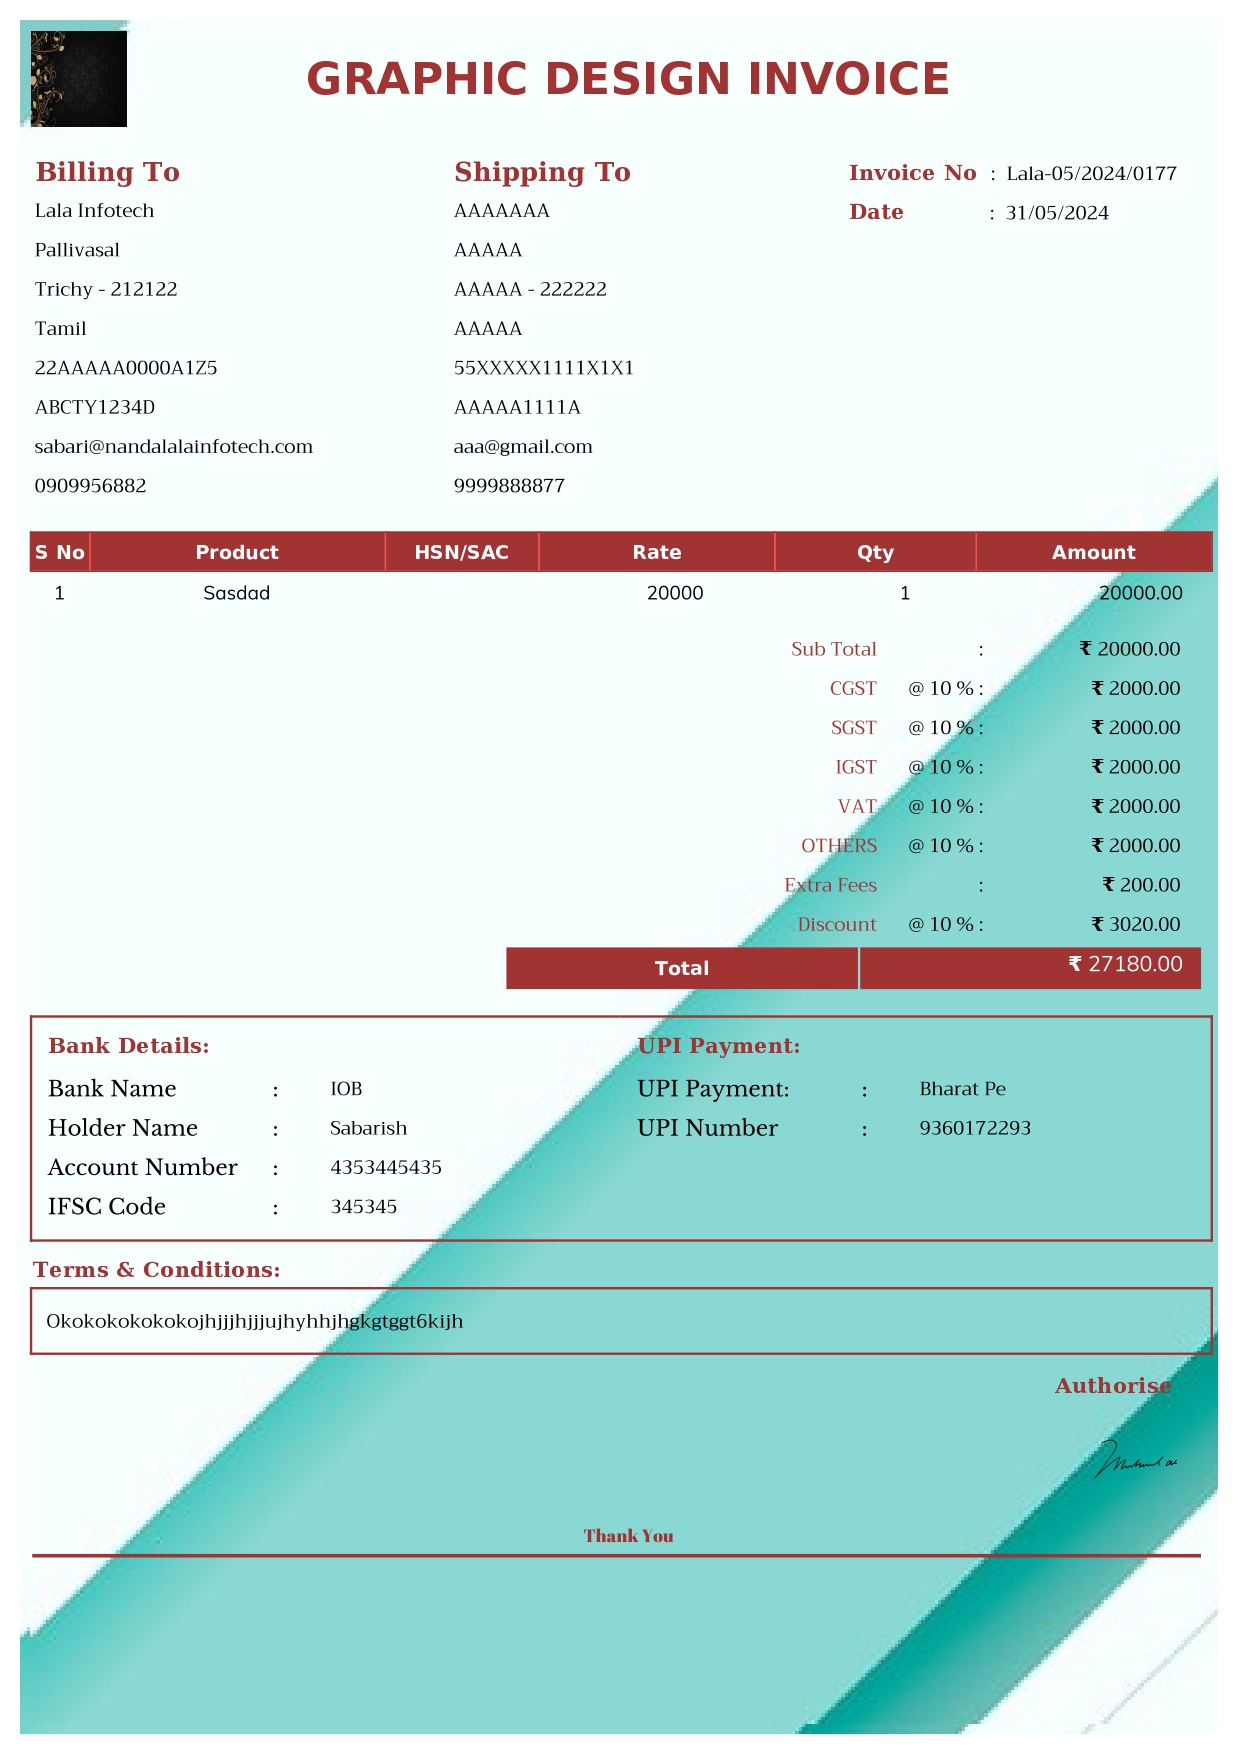 GRAPHIC DESIGN INVOICE
Billing To
Lala Infotech
Pallivasal
Trichy - 212122
Tamil
22AAAAA0000A1Z5
ABCTY1234D
sabari@nandalalainfotech.com
0909956882
Shipping To
AAAAAAA
AAAAA
AAAAA - 222222
AAAAA
55XXXXX1111X1X1
AAAAA1111A
aaa@gmail.com
9999888877
Invoice No : Lala-05/2024/0177
Date : 31/05/2024
S No Product HSN/SAC Rate Qty Amount
1 Sasdad 20000 1 20000.00
Sub Total : ₹ 20000.00
CGST @ 10 % : ₹ 2000.00
SGST @ 10 % : ₹ 2000.00
IGST @ 10 % : ₹ 2000.00
VAT @ 10 % : ₹ 2000.00
OTHERS @ 10 % : ₹ 2000.00
Extra Fees : ₹ 200.00
Discount @ 10 % : ₹ 3020.00
Total ₹ 27180.00
Bank Details:
Bank Name : IOB
Holder Name : Sabarish
Account Number : 4353445435
IFSC Code : 345345
UPI Payment:
UPI Payment: : Bharat Pe
UPI Number : 9360172293
Terms & Conditions:
Okokokokokokojhjjjhjjjujhyhhjhgkgtggt6kijh
Authorise
Thank You